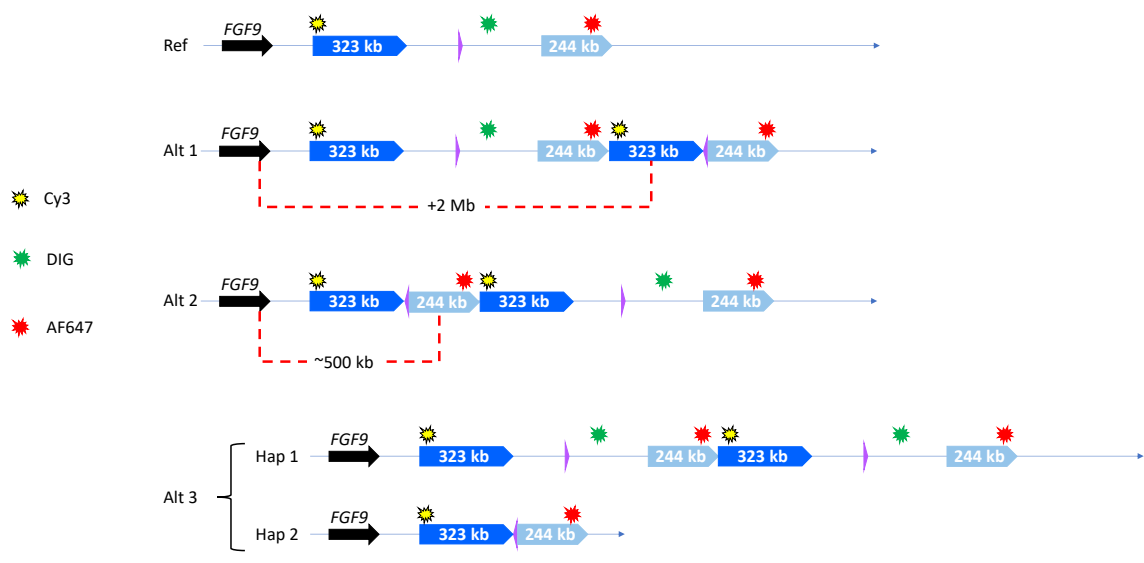 FGF9
Ref 323 kb 244 kb
FGF9
Alt 1 323 kb 244 kb 323 kb 244 kb
Cy3
+2 Mb
DIG
FGF9
Alt 2 323 kb 244 kb 323 kb 244 kb
AF647
~500 kb
FGF9
Hap 1 323 kb 244 kb 323 kb 244 kb
Alt 3
FGF9
Hap 2 323 kb 244 kb